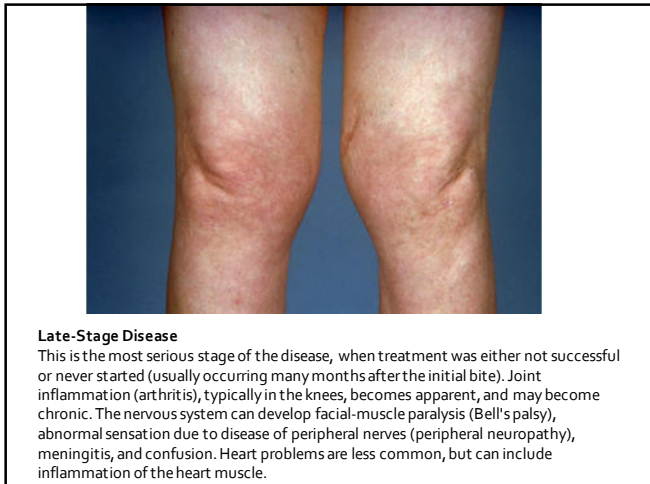 Late-Stage Disease
This is the most serious stage of the disease, when treatment was either not successful
or never started (usually occurring many months after the initial bite). Joint
inflammation (arthritis), typically in the knees, becomes apparent, and may become
chronic. The nervous system can develop facial-muscle paralysis (Bell's palsy),
abnormal sensation due to disease of peripheral nerves (peripheral neuropathy),
meningitis, and confusion. Heart problems are less common, but can include
inflammation of the heart muscle.